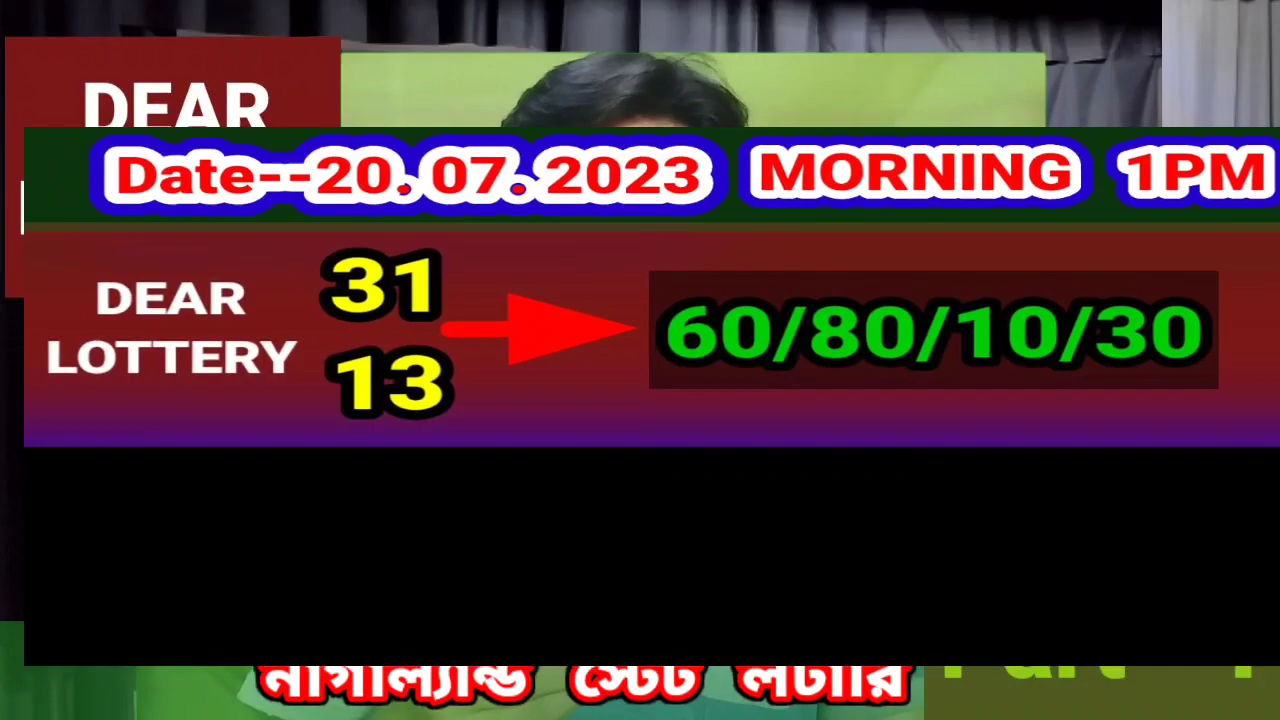 DEAR
Date--20.07.2023 MORNING 1PM
31
DEAR
60/80/10/30
LOTTERY
13
নাগাল্যান্ড স্টেট লটারি